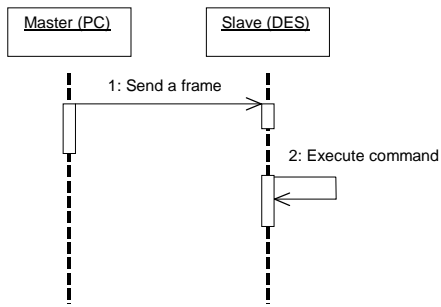 Master (PC)
Slave (DES)
1: Send a frame
2: Execute command